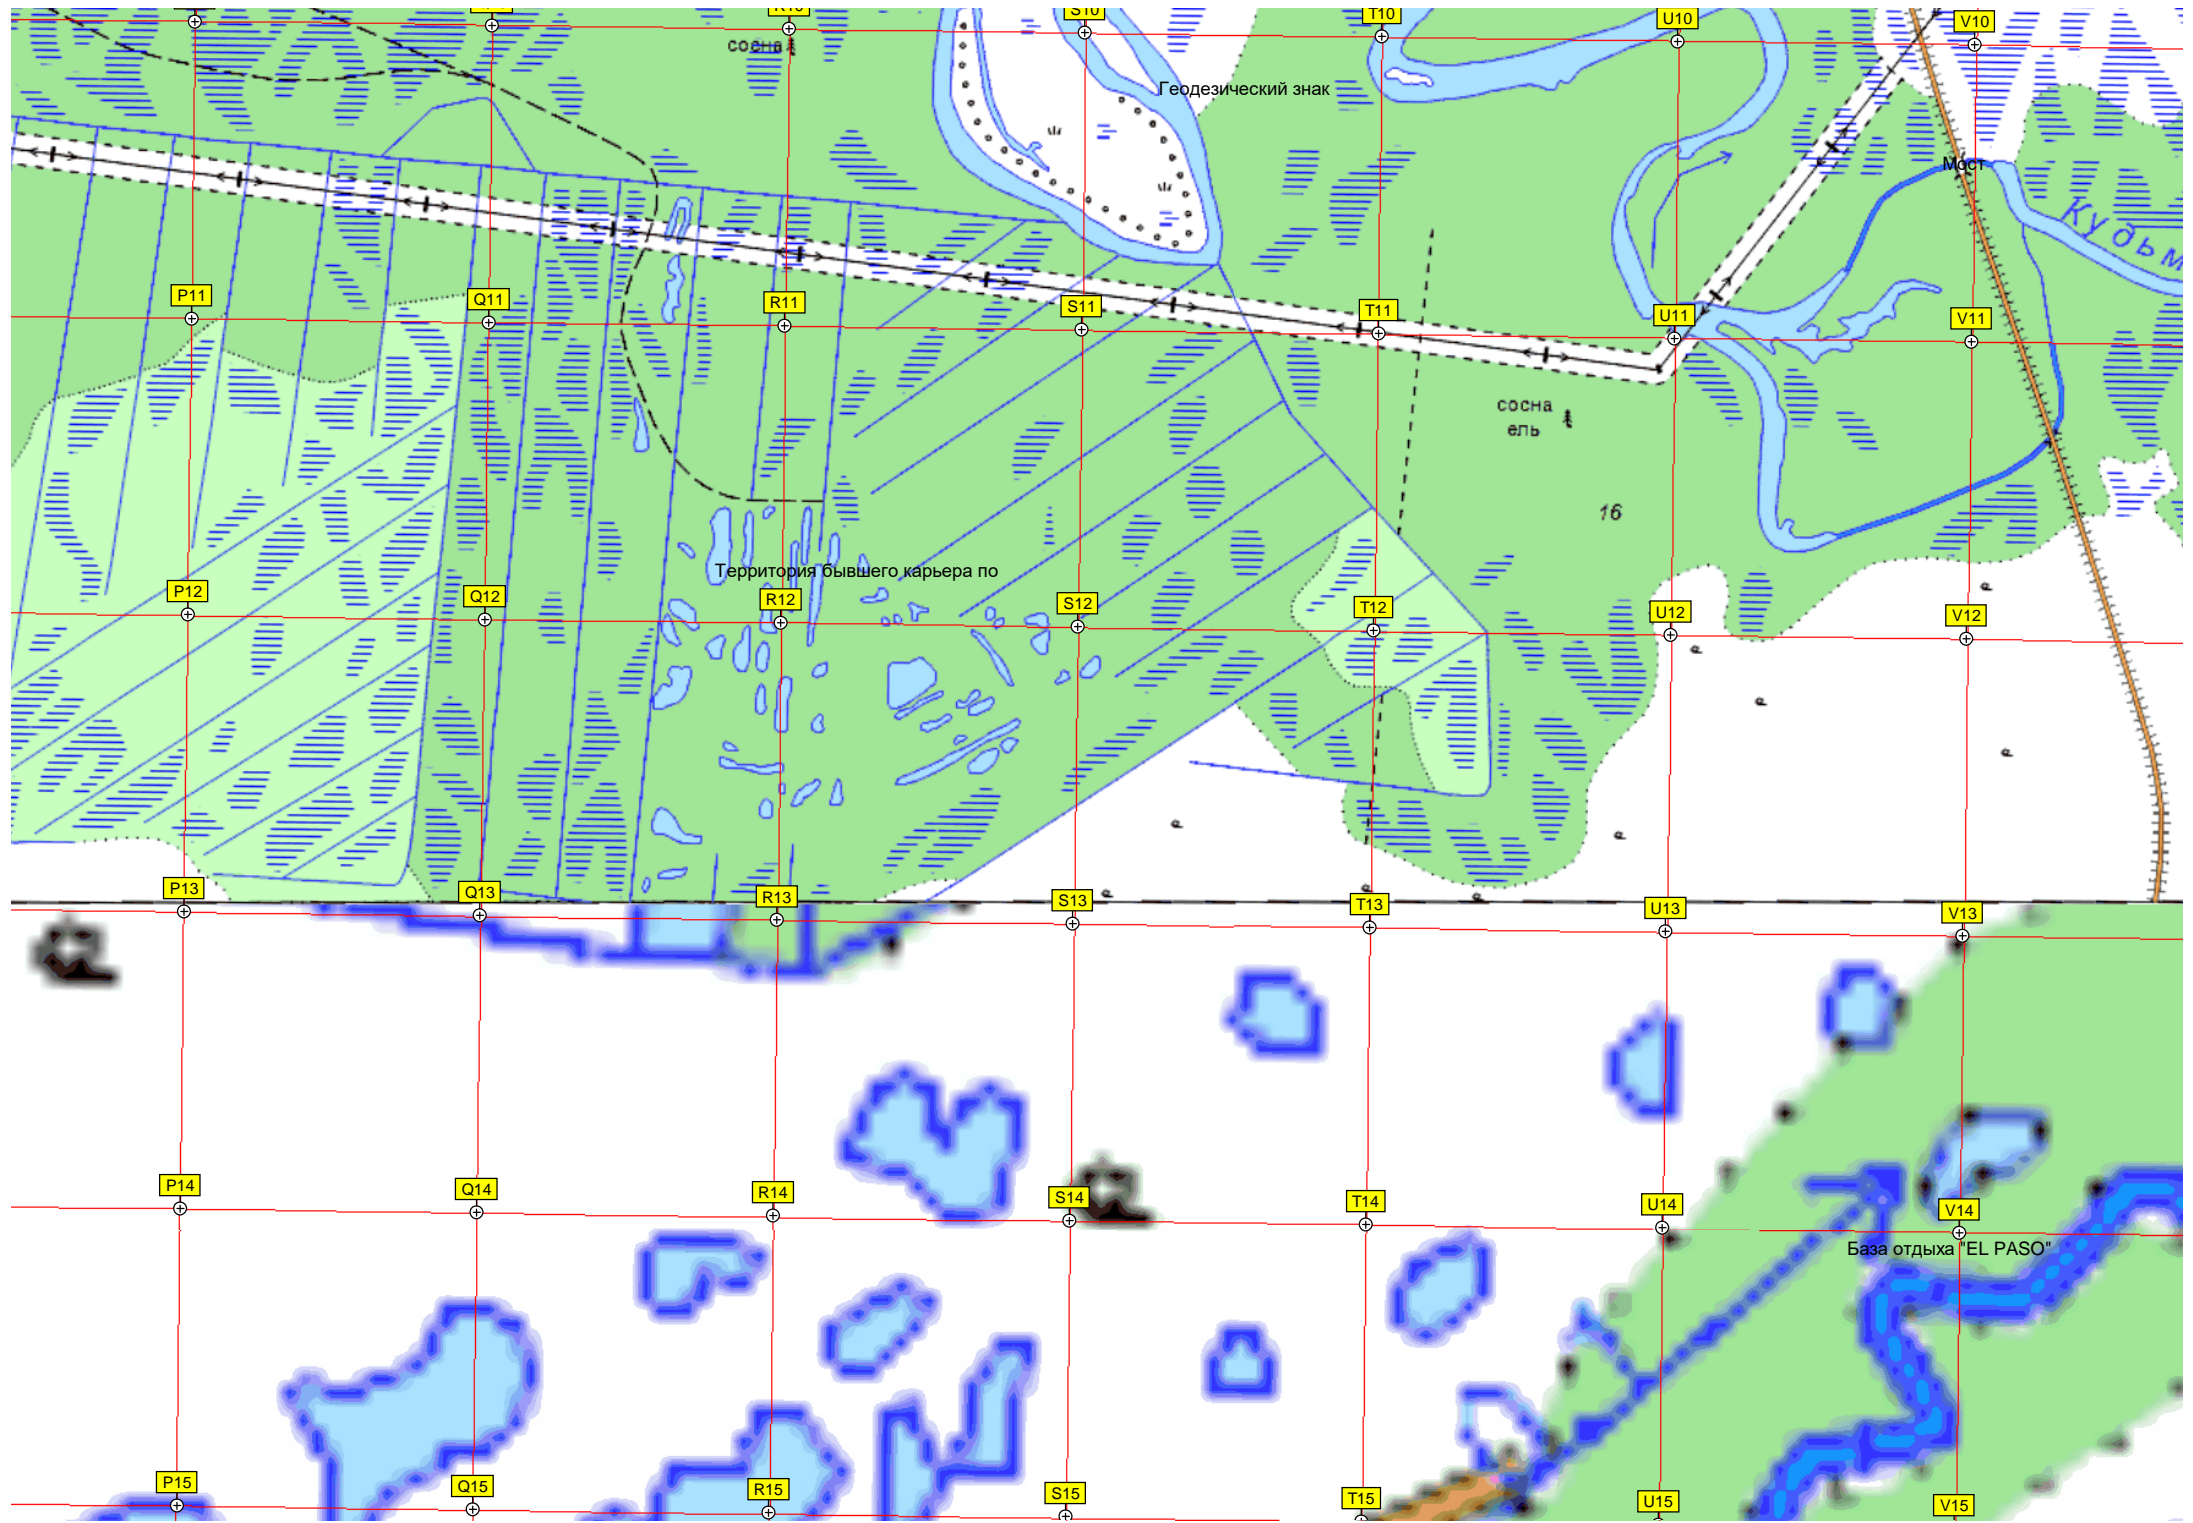 S10
T10
U10
V10
сосна
Геодезический знак
Мост
P11
Q11
R11
S11
T11
U11
V11
сосна
ель
16
Территория бывшего карьера по
P12
Q12
R12
S12
T12
U12
V12
P13
Q13
R13
S13
T13
U13
V13
P14
Q14
R14
S14
T14
U14
V14
База отдыха "EL PASO"
P15
Q15
R15
S15
T15
U15
V15